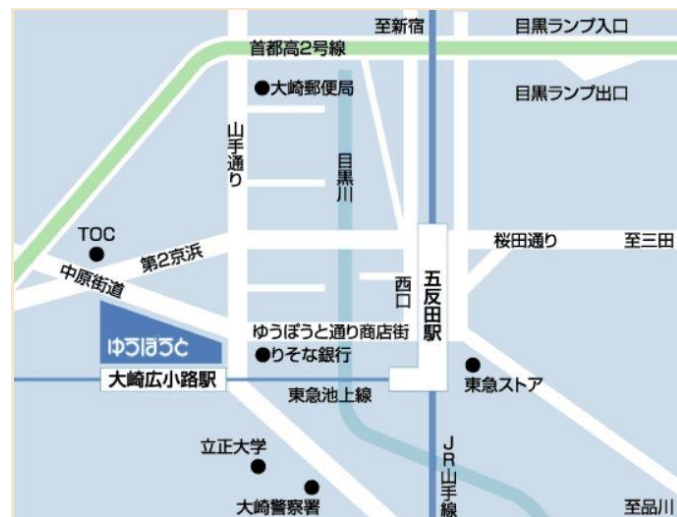 至新宿
目黒ランプ入口
首都高2号線
大崎郵便局
目黒ランプ出口
山手通り
目黒川
TOC
第2京浜
桜田通り
至三田
中原街道
西口
五反田駅
ゆうぽうと通り商店街
ゆうぽうと
りそな銀行
大崎広小路駅
東急池上線
東急ストア
立正大学
JR山手線
大崎警察署
至品川